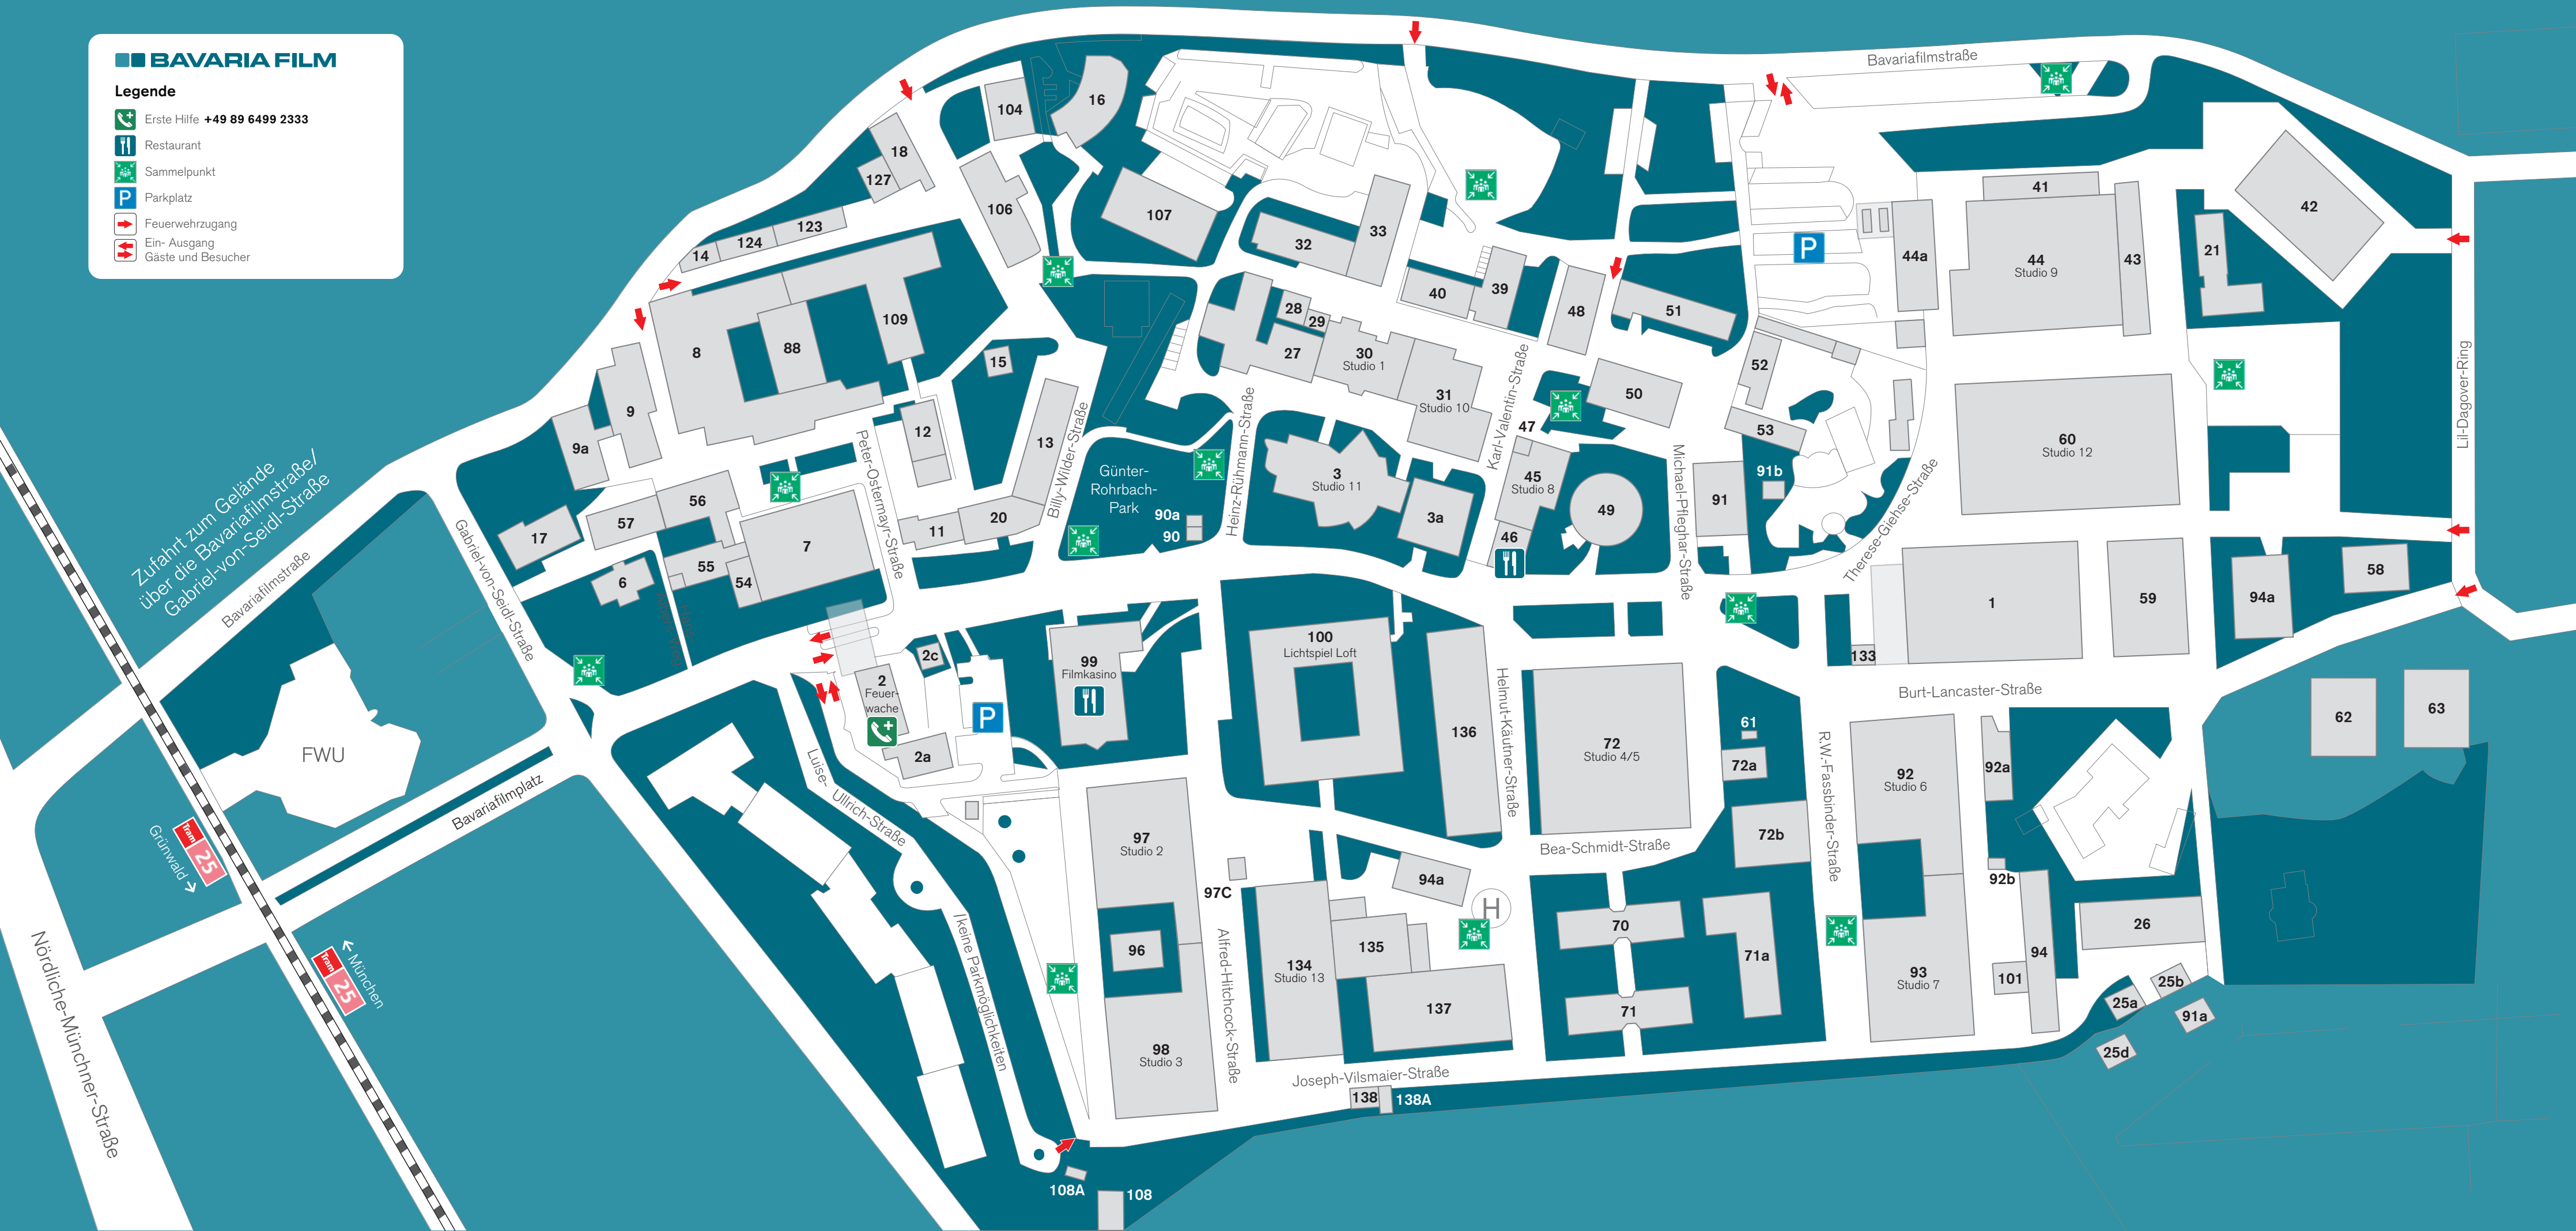 BAVARIA FILM
Legende
Erste Hilfe +49 89 6499 2333
Restaurant
Sammelpunkt
P Parkplatz
Feuerwehrzugang
Ein- Ausgang
Gäste und Besucher
Bavariafilmstraße
104
16
18
127
106
107
123
124
14
32
33
41
42
44a
44
Studio 9
43
21
P
40
39
48
51
8
88
109
28
29
27
30
Studio 1
31
Studio 10
15
9
9a
12
13
52
50
53
47
60
Studio 12
Lil-Dagover-Ring
Karl-Valentin-Straße
Heinz-Rühmann-Straße
Billy-Wilder-Straße
Peter-Ostermayr-Straße
Günter-
Rohrbach-
Park
90a
90
3
Studio 11
3a
45
Studio 8
46
49
91
91b
Michael-Pfleghar-Straße
Therese-Giehse-Straße
Zufahrt zum Gelände
über die Bavariafilmstraße/
Gabriel-von-Seidl-Straße
Bavariafilmstraße
Gabriel-von-Seidl-Straße
17
57
56
55
54
7
6
11
20
1
59
94a
58
133
Burt-Lancaster-Straße
62
63
2c
2
Feuer-
wache
2a
P
99
Filmkasino
100
Lichtspiel Loft
136
Helmut-Käutner-Straße
72
Studio 4/5
61
72a
72b
R.W.-Fassbinder-Straße
92
Studio 6
92a
92b
FWU
Bavariafilmplatz
Luise- Ullrich-Straße
/keine Parkmöglichkeiten
Tram 25
Grünwald
Tram 25
München
Nördliche-Münchner-Straße
97
Studio 2
97C
96
98
Studio 3
Alfred-Hitchcock-Straße
Bea-Schmidt-Straße
94a
H
134
Studio 13
135
137
70
71
71a
93
Studio 7
94
101
26
25a
25b
91a
25d
Joseph-Vilsmaier-Straße
138
138A
108A
108